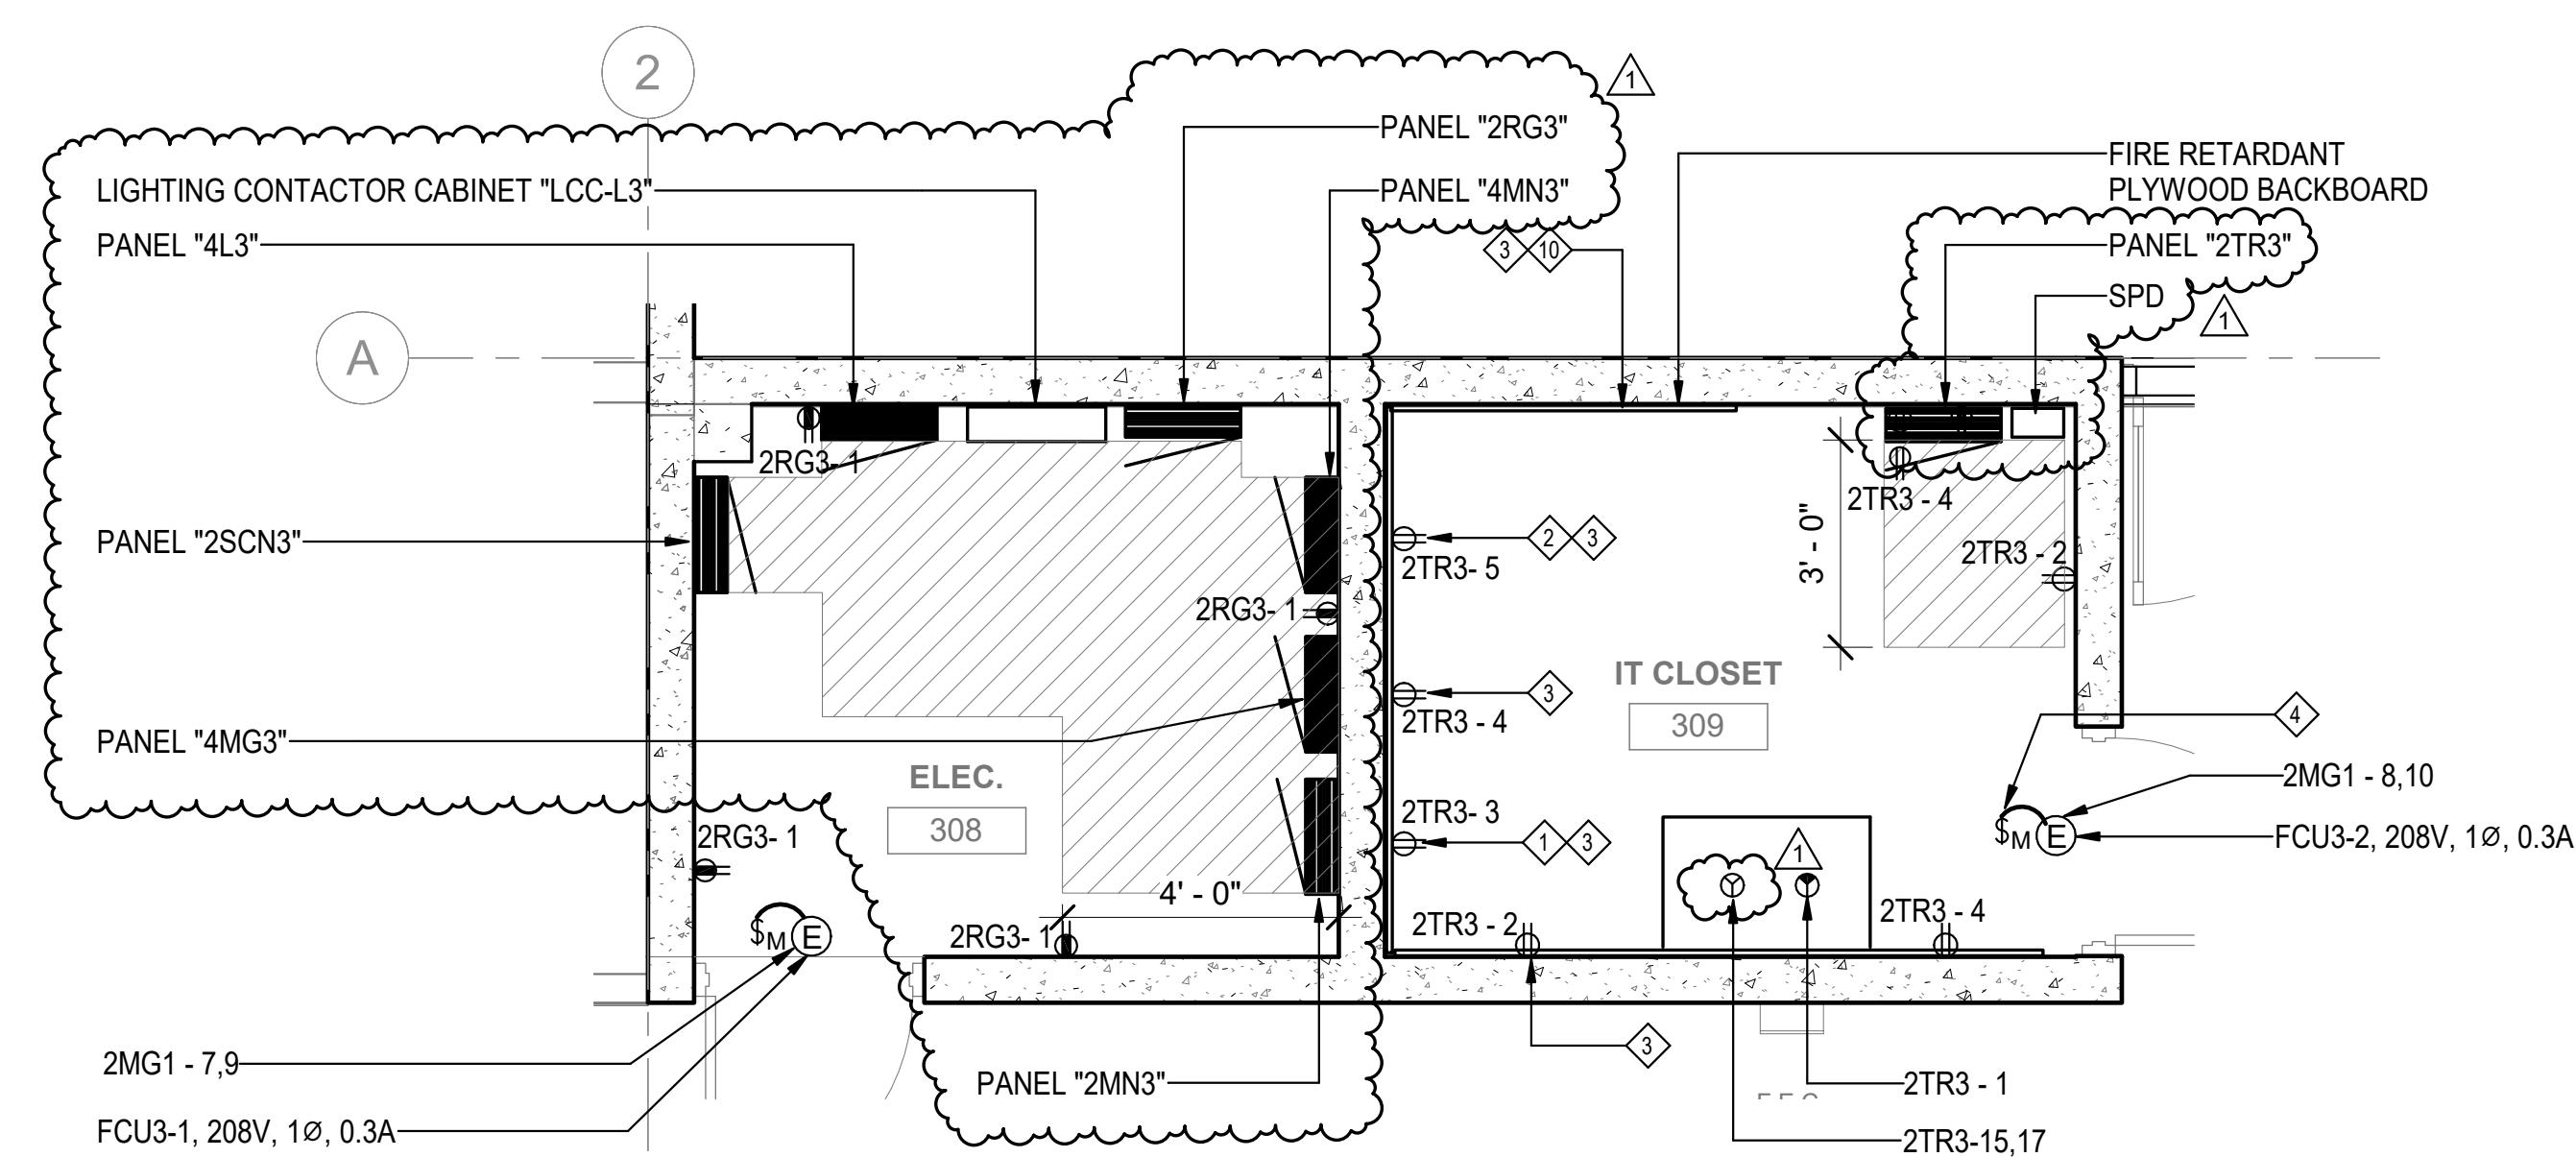 2
1
PANEL "2RG3"
FIRE RETARDANT
PLYWOOD BACKBOARD
LIGHTING CONTACTOR CABINET "LCC-L3"
PANEL "4MN3"
PANEL "4L3"
3 10
PANEL "2TR3"
SPD
1
A
2RG3- 1
2TR3 - 4
PANEL "2SCN3"
2 3
2TR3- 5
3' - 0"
2TR3 - 2
2RG3- 1
IT CLOSET
309
3
2TR3 - 4
4
PANEL "4MG3"
ELEC.
308
2MG1 - 8,10
2TR3- 3
1 3
2RG3- 1
$M E
FCU3-2, 208V, 1Ø, 0.3A
1
4' - 0"
2TR3 - 2
2TR3 - 4
2RG3- 1
$M E
3
2MG1 - 7,9
PANEL "2MN3"
2TR3 - 1
FCU3-1, 208V, 1Ø, 0.3A
2TR3-15,17